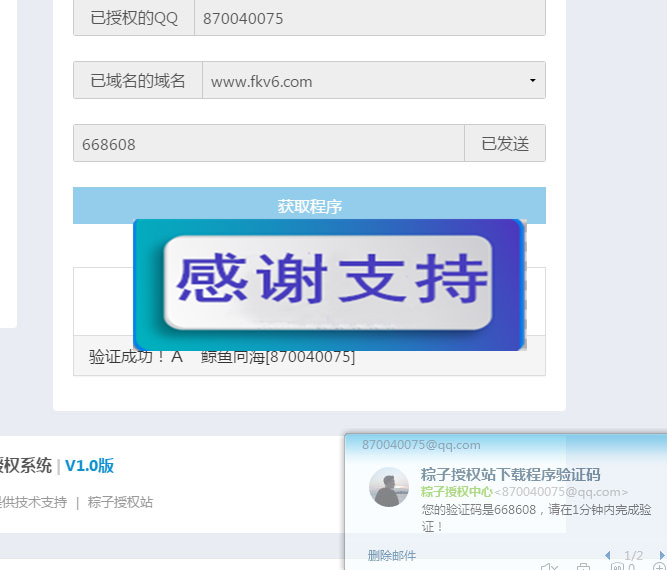 已授权的QQ 870040075
已域名的域名 www.fkv6.com
668608 已发送
获取程序
感谢支持
验证成功！A 鲸鱼向海[870040075]
授权系统 | V1.0版
提供技术支持 | 粽子授权站
870040075@qq.com
粽子授权站下载程序验证码
粽子授权中心<870040075@qq.com>
您的验证码是668608，请在1分钟内完成验
证！
删除邮件 1/2
0